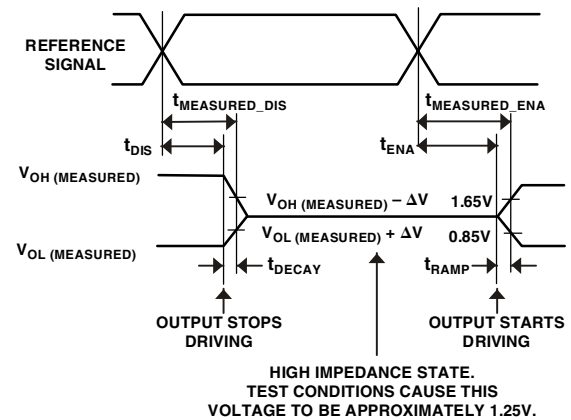 REFERENCE
SIGNAL
tMEASURED_DIS
tMEASURED_ENA
tDIS
tENA
VOH (MEASURED)
VOH (MEASURED) – ΔV
1.65V
VOL (MEASURED) + ΔV
0.85V
VOL (MEASURED)
tDECAY
tRAMP
OUTPUT STOPS
DRIVING
OUTPUT STARTS
DRIVING
HIGH IMPEDANCE STATE.
TEST CONDITIONS CAUSE THIS
VOLTAGE TO BE APPROXIMATELY 1.25V.